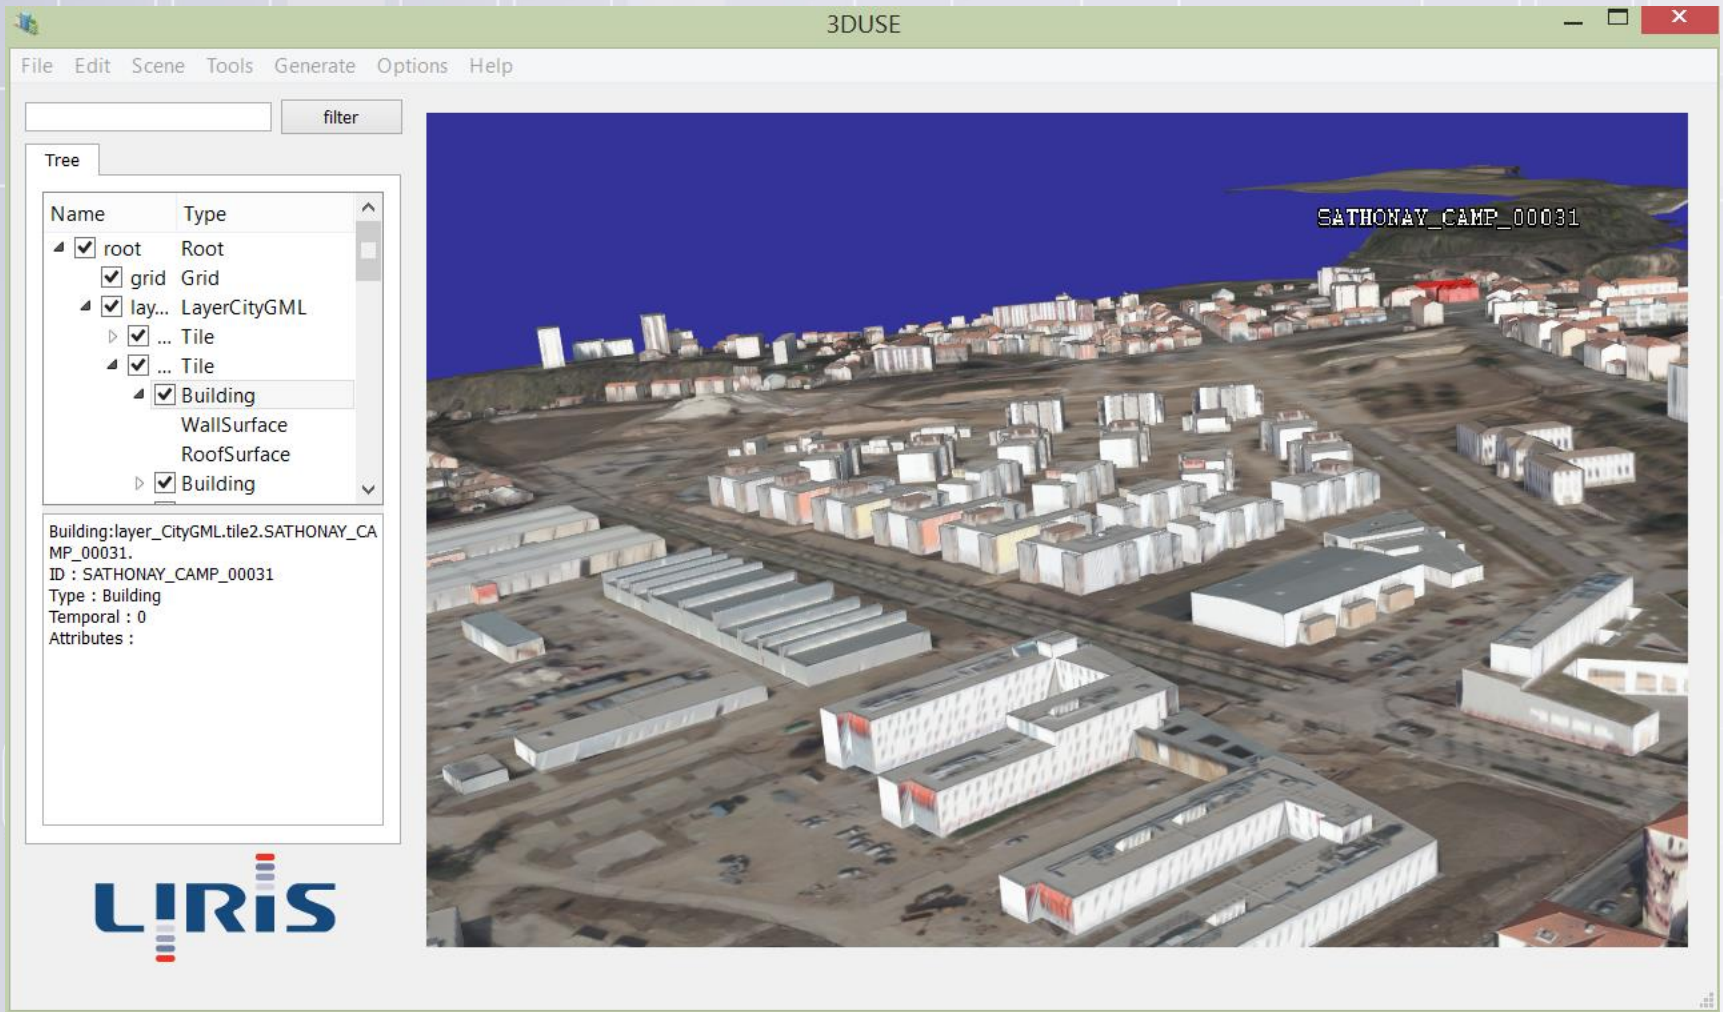 3DUSE
File Edit Scene Tools Generate Options Help
filter
Tree
Name Type
root Root
grid Grid
lay... LayerCityGML
... Tile
... Tile
Building
WallSurface
RoofSurface
Building
Building:layer_CityGML.tile2.SATHONAY_CA
MP_00031.
ID : SATHONAY_CAMP_00031
Type : Building
Temporal : 0
Attributes :
LIRIS
SATHONAY_CAMP_00031